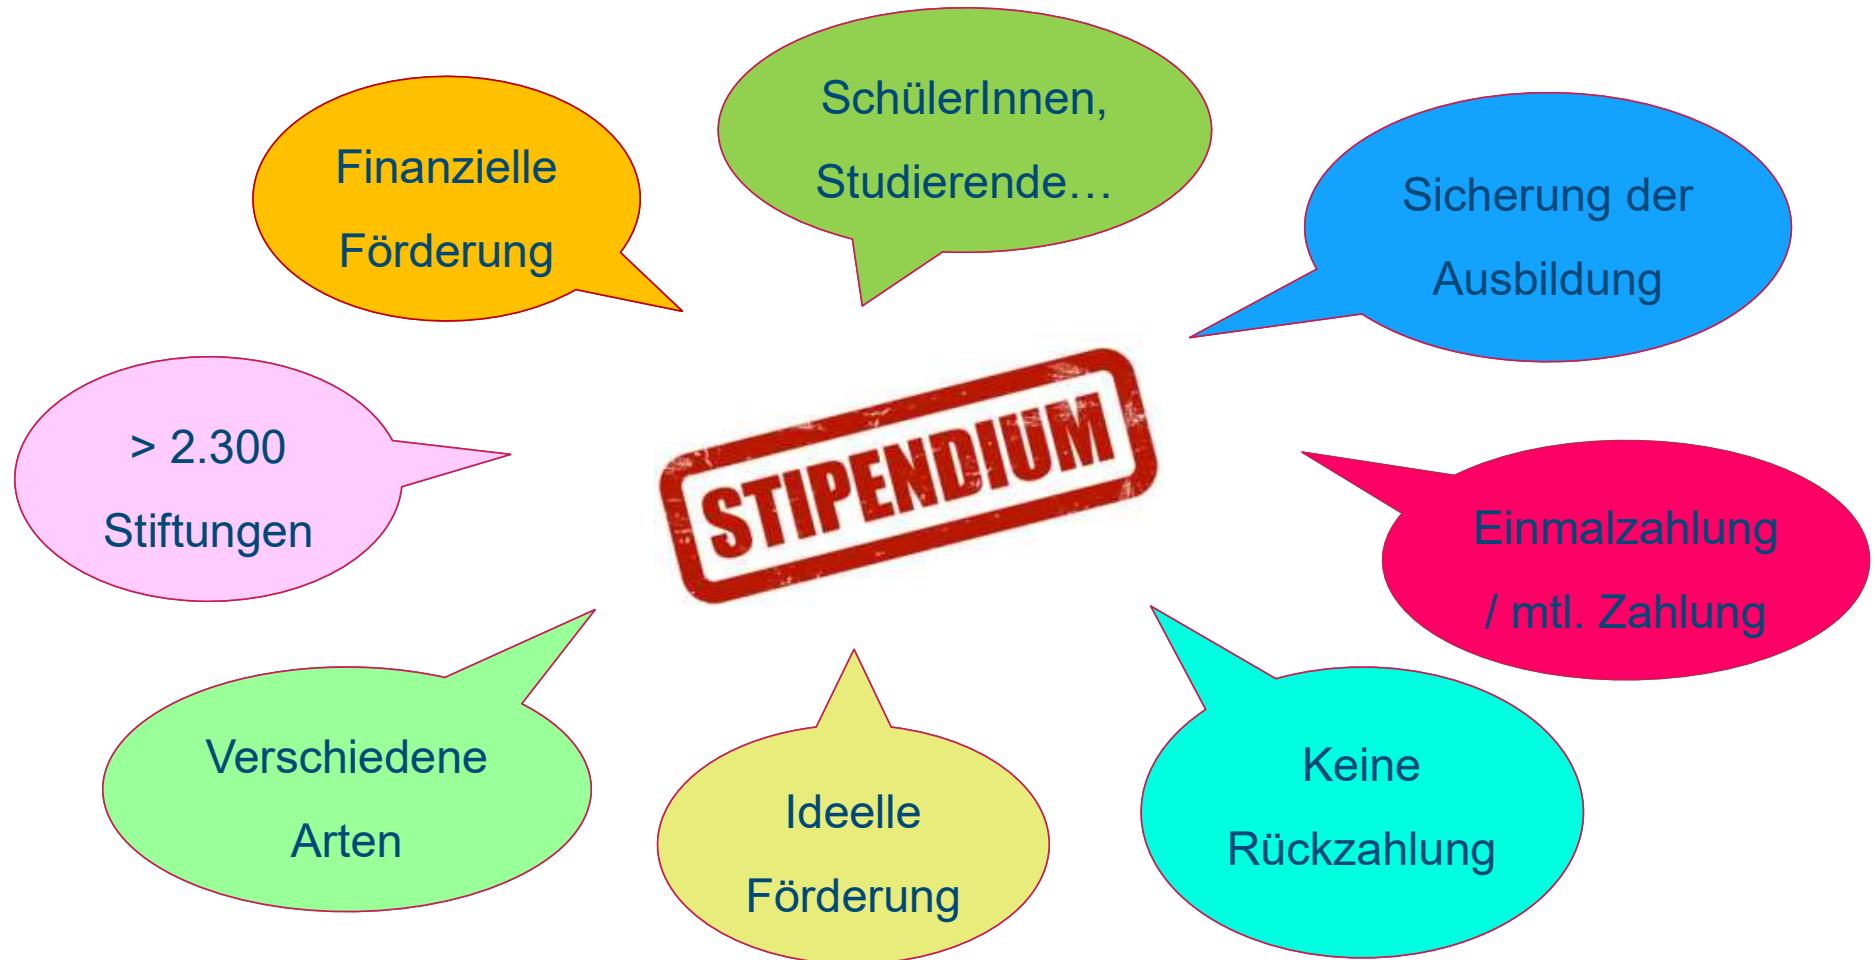 SchülerInnen,
Studierende…
Finanzielle
Förderung
Sicherung der
Ausbildung
> 2.300
Stiftungen
STIPENDIUM
Einmalzahlung
/ mtl. Zahlung
Verschiedene
Arten
Ideelle
Förderung
Keine
Rückzahlung